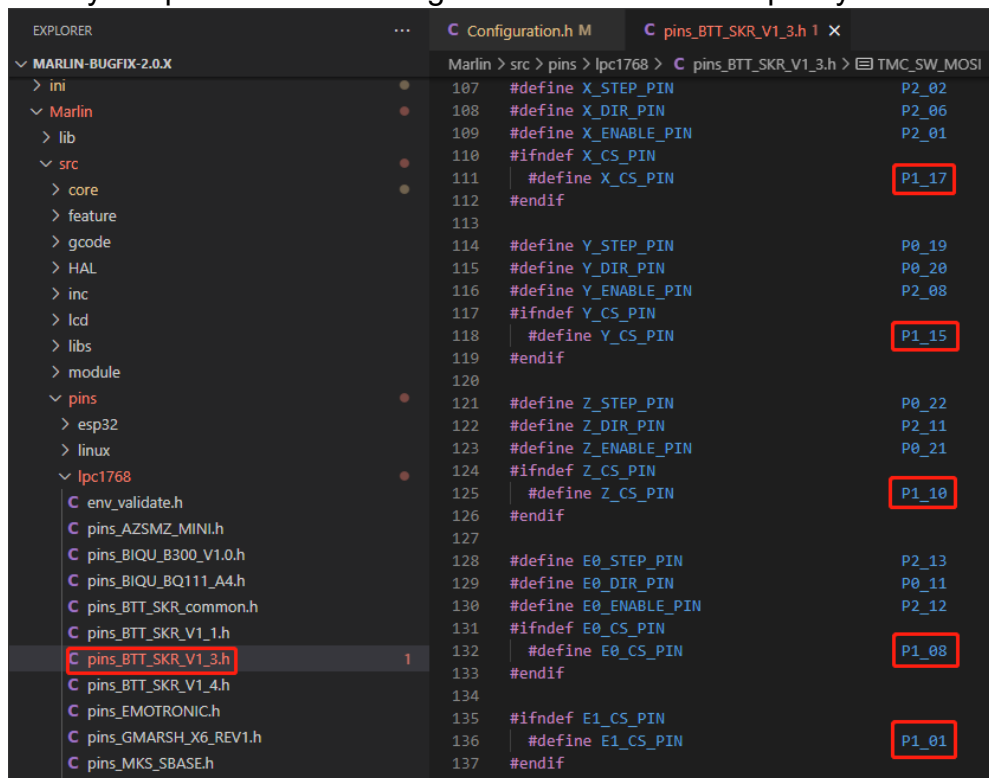 EXPLORER ...
MARLIN-BUGFIX-2.0.X
ini
Marlin
lib
src
core
feature
gcode
HAL
inc
lcd
libs
module
pins
esp32
linux
lpc1768
C env_validate.h
C pins_AZSMZ_MINI.h
C pins_BIQU_B300_V1.0.h
C pins_BIQU_BQ111_A4.h
C pins_BTT_SKR_common.h
C pins_BTT_SKR_V1_1.h
C pins_BTT_SKR_V1_3.h 1
C pins_BTT_SKR_V1_4.h
C pins_EMOTRONIC.h
C pins_GMARSH_X6_REV1.h
C pins_MKS_SBASE.h
C Configuration.h M C pins_BTT_SKR_V1_3.h 1 ×
Marlin > src > pins > lpc1768 > C pins_BTT_SKR_V1_3.h > TMC_SW_MOSI
107 #define X_STEP_PIN P2_02
108 #define X_DIR_PIN P2_06
109 #define X_ENABLE_PIN P2_01
110 #ifndef X_CS_PIN
111 #define X_CS_PIN P1_17
112 #endif
113
114 #define Y_STEP_PIN P0_19
115 #define Y_DIR_PIN P0_20
116 #define Y_ENABLE_PIN P2_08
117 #ifndef Y_CS_PIN
118 #define Y_CS_PIN P1_15
119 #endif
120
121 #define Z_STEP_PIN P0_22
122 #define Z_DIR_PIN P2_11
123 #define Z_ENABLE_PIN P0_21
124 #ifndef Z_CS_PIN
125 #define Z_CS_PIN P1_10
126 #endif
127
128 #define E0_STEP_PIN P2_13
129 #define E0_DIR_PIN P0_11
130 #define E0_ENABLE_PIN P2_12
131 #ifndef E0_CS_PIN
132 #define E0_CS_PIN P1_08
133 #endif
134
135 #ifndef E1_CS_PIN
136 #define E1_CS_PIN P1_01
137 #endif